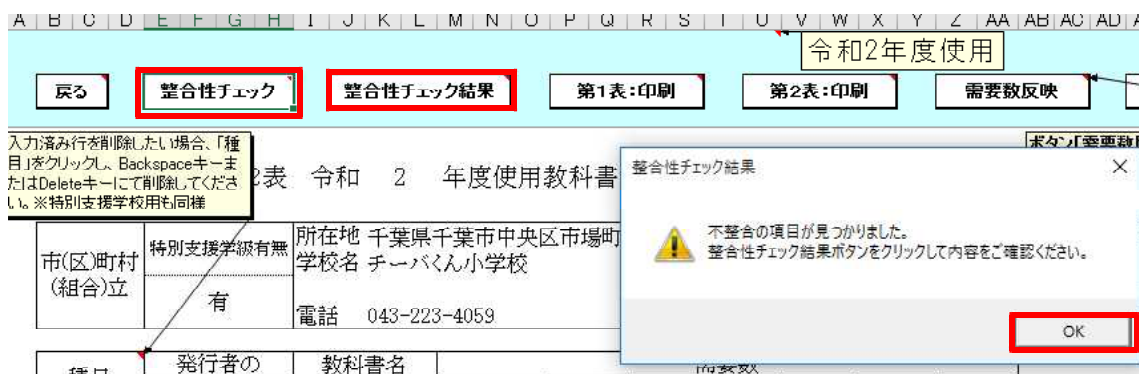 A B C D E F G H I J K L M N O P Q R S T U V W X Y Z AA AB AC AD
令和2年度使用
戻る 整合性チェック 整合性チェック結果 第1表:印刷 第2表:印刷 需要数反映
入力済み行を削除したい場合、「種
目」をクリックし、Backspaceキーま
たはDeleteキーにて削除してくださ
い。※特別支援学校用も同様
2表 令和 2 年度使用教科書
市(区)町村
(組合)立
特別支援学級有無
有
所在地 千葉県千葉市中央区市場町
学校名 チーバくん小学校
電話 043-223-4059
整合性チェック結果
不整合の項目が見つかりました。
整合性チェック結果ボタンをクリックして内容をご確認ください。
OK
種目 発行者の 教科書名 需要数